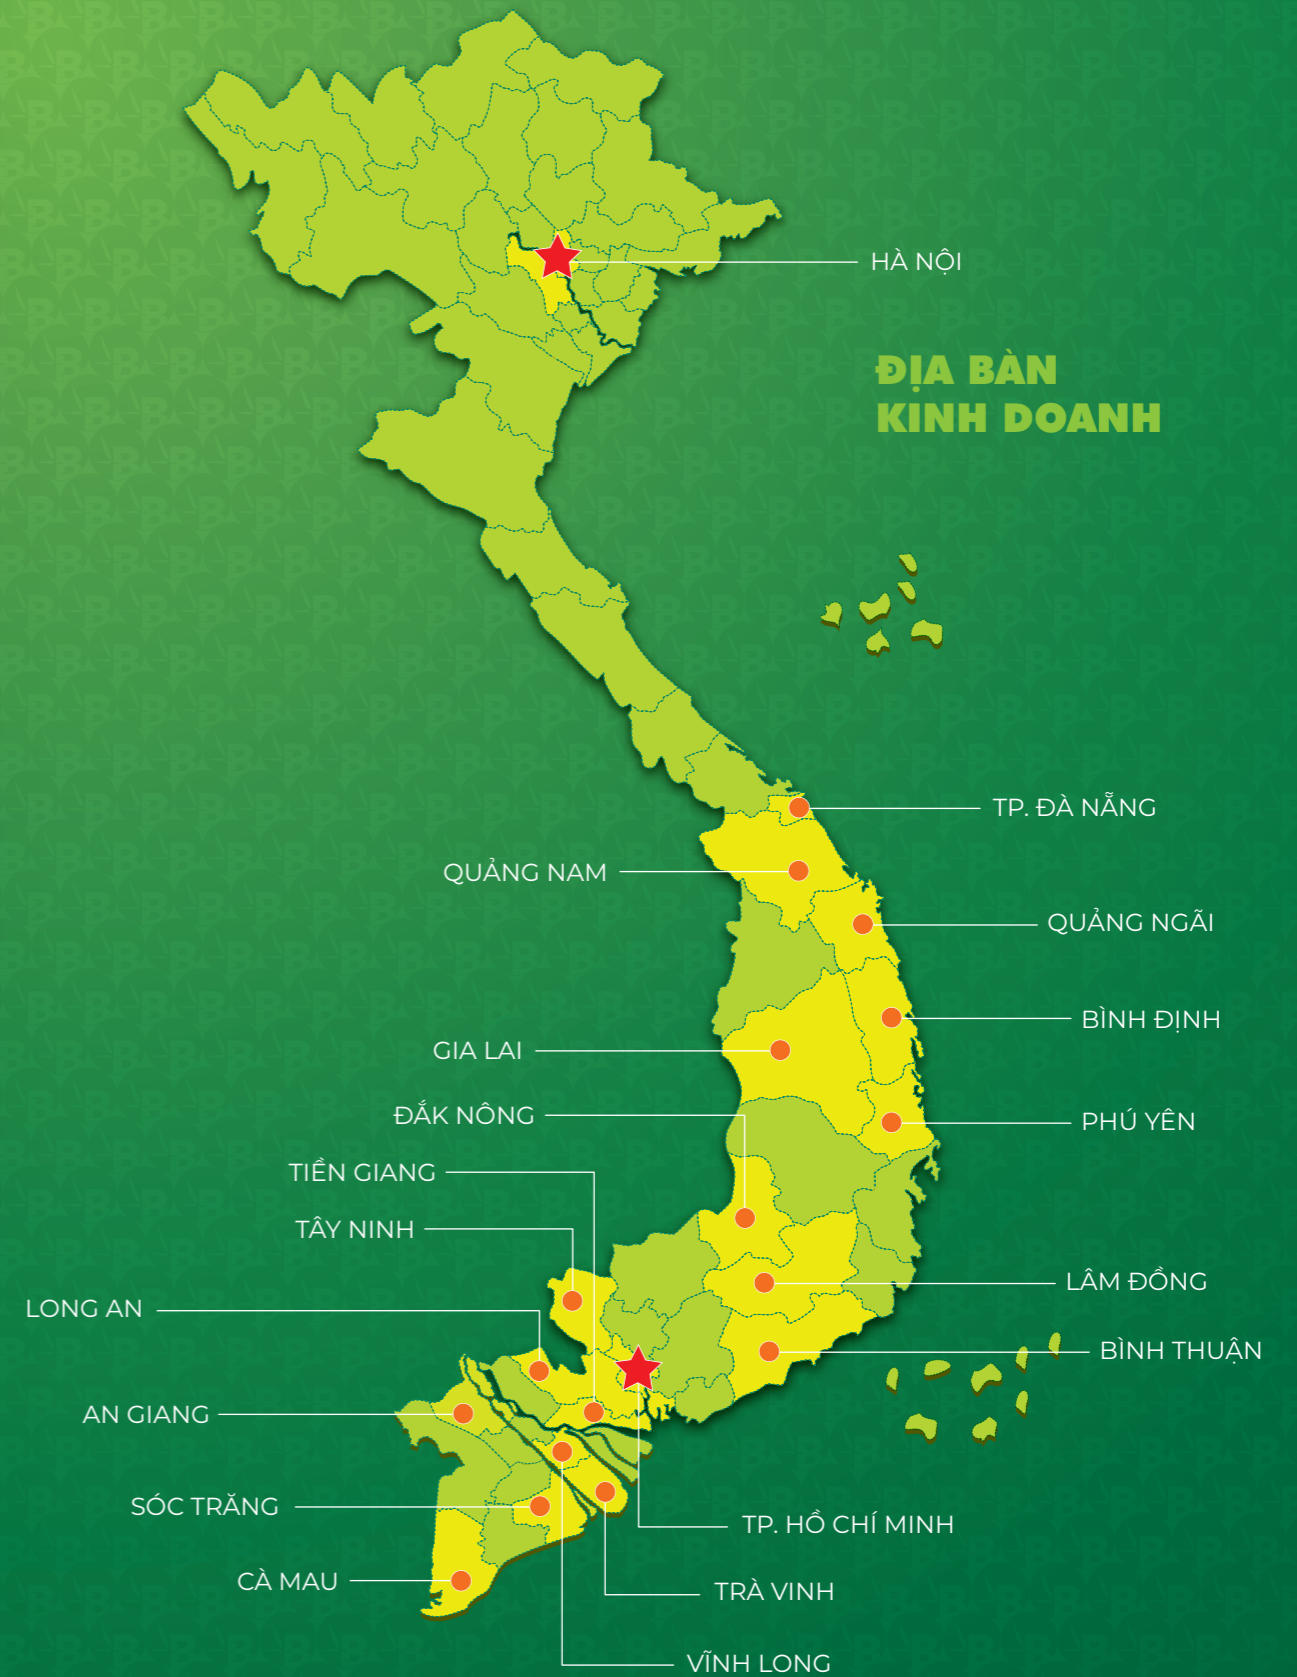 HÀ NỘI
ĐỊA BÀN
KINH DOANH
TP. ĐÀ NẴNG
QUẢNG NAM
QUẢNG NGÃI
BÌNH ĐỊNH
GIA LAI
ĐẮK NÔNG
PHÚ YÊN
TIỀN GIANG
TÂY NINH
LÂM ĐỒNG
LONG AN
BÌNH THUẬN
AN GIANG
SÓC TRĂNG
TP. HỒ CHÍ MINH
CÀ MAU
TRÀ VINH
VĨNH LONG